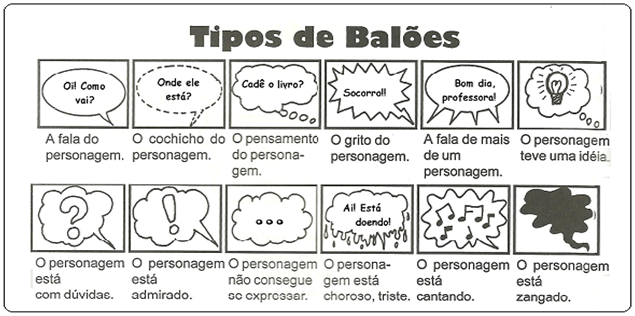 Tipos de Balões
Oi! Como
vai?
Onde ele
está?
Cadê o livro?
Socorro!!
Bom dia,
professora!
A fala do
personagem.
O cochicho do
personagem.
O pensamento
do persona-
gem.
O grito do
personagem.
A fala de mais
de um
personagem.
O personagem
teve uma idéia.
?
!
...
Ai! Está
doendo!
O personagem
está
com dúvidas.
O personagem
está
admirado.
O personagem
não consegue
se expressar.
O persona-
gem está
choroso, triste.
O personagem
está
cantando.
O personagem
está
zangado.